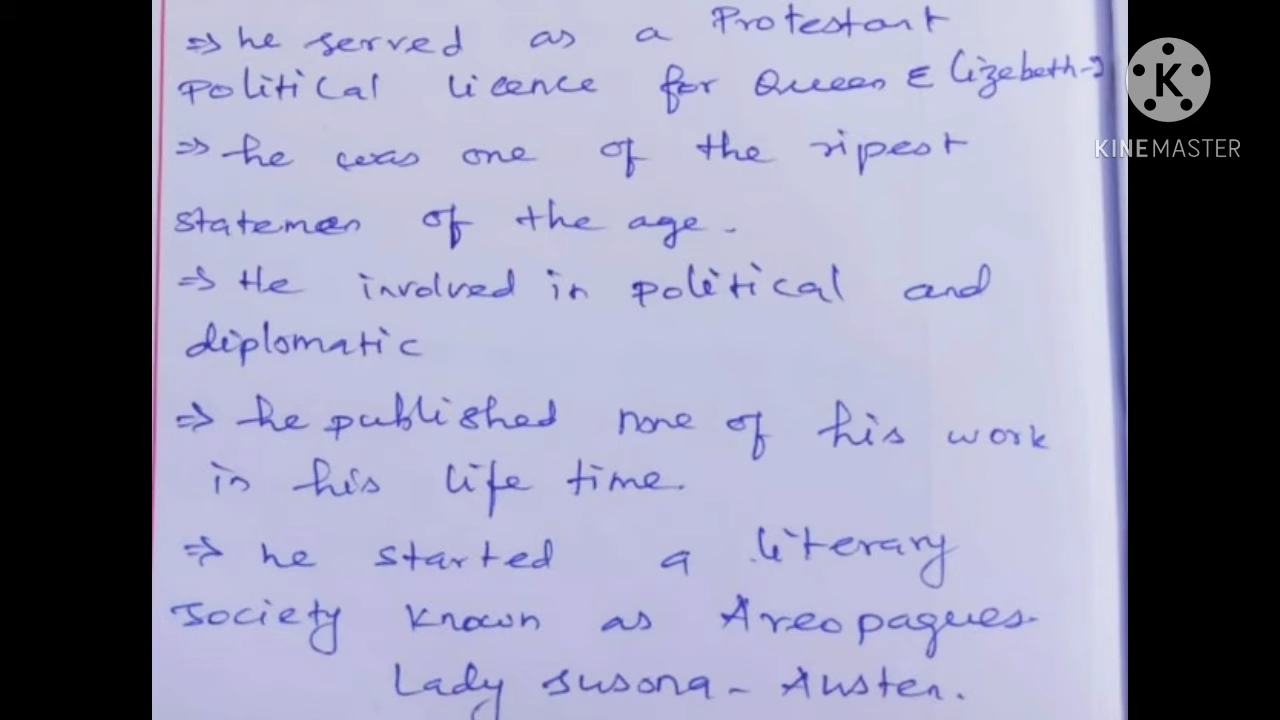 ⇒ he served as a Protestant
political licence for Queen Elizebeth-I
⇒ he was one of the ripest
statemen of the age.
⇒ He involved in political and
diplomatic
⇒ he published none of his work
in his life time.
⇒ he started a literary
society known as Areopagues.
Lady Susona - Austen.
K
KINEMASTER